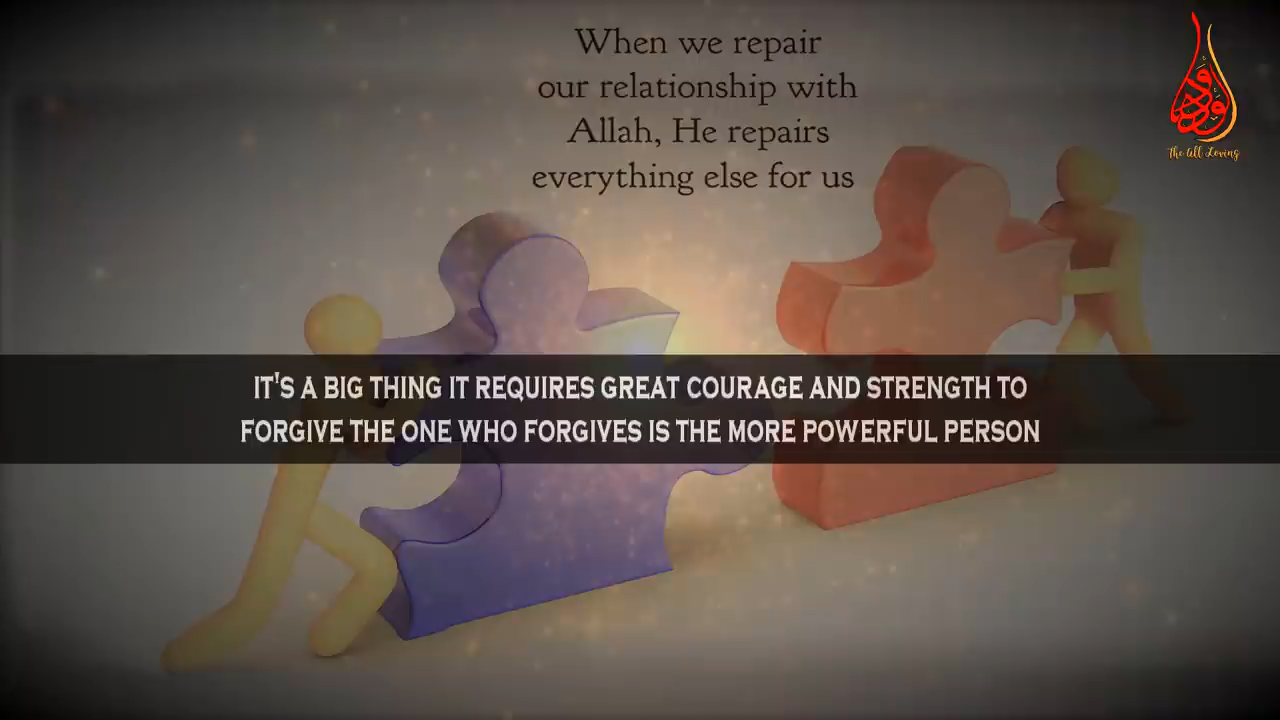 When we repair
our relationship with
Allah, He repairs
everything else for us
الودود
The All Loving
IT'S A BIG THING IT REQUIRES GREAT COURAGE AND STRENGTH TO
FORGIVE THE ONE WHO FORGIVES IS THE MORE POWERFUL PERSON